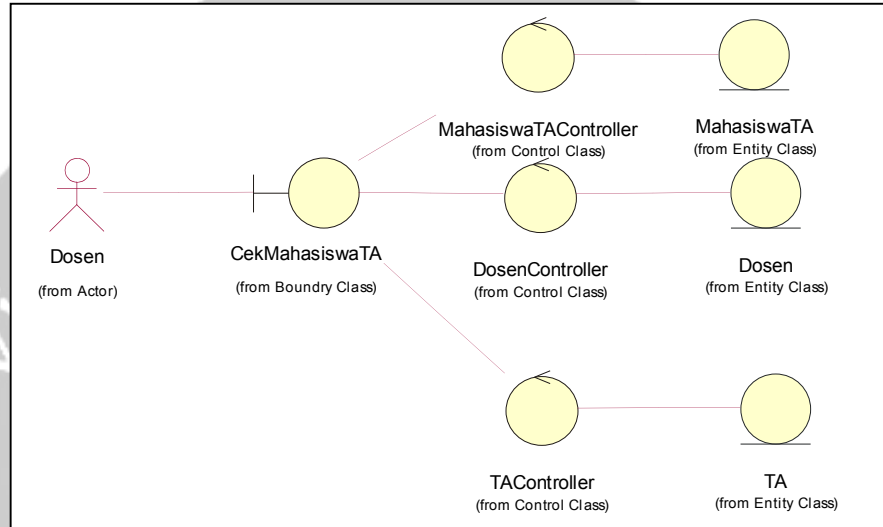 MahasiswaTAController
(from Control Class)
MahasiswaTA
(from Entity Class)
Dosen
(from Actor)
CekMahasiswaTA
(from Boundry Class)
DosenController
(from Control Class)
Dosen
(from Entity Class)
TAController
(from Control Class)
TA
(from Entity Class)